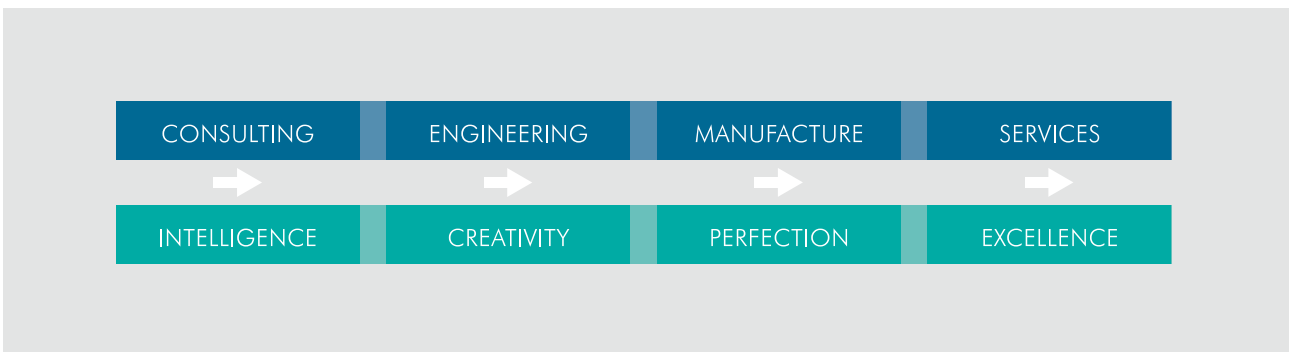 CONSULTING ENGINEERING MANUFACTURE SERVICES
INTELLIGENCE CREATIVITY PERFECTION EXCELLENCE